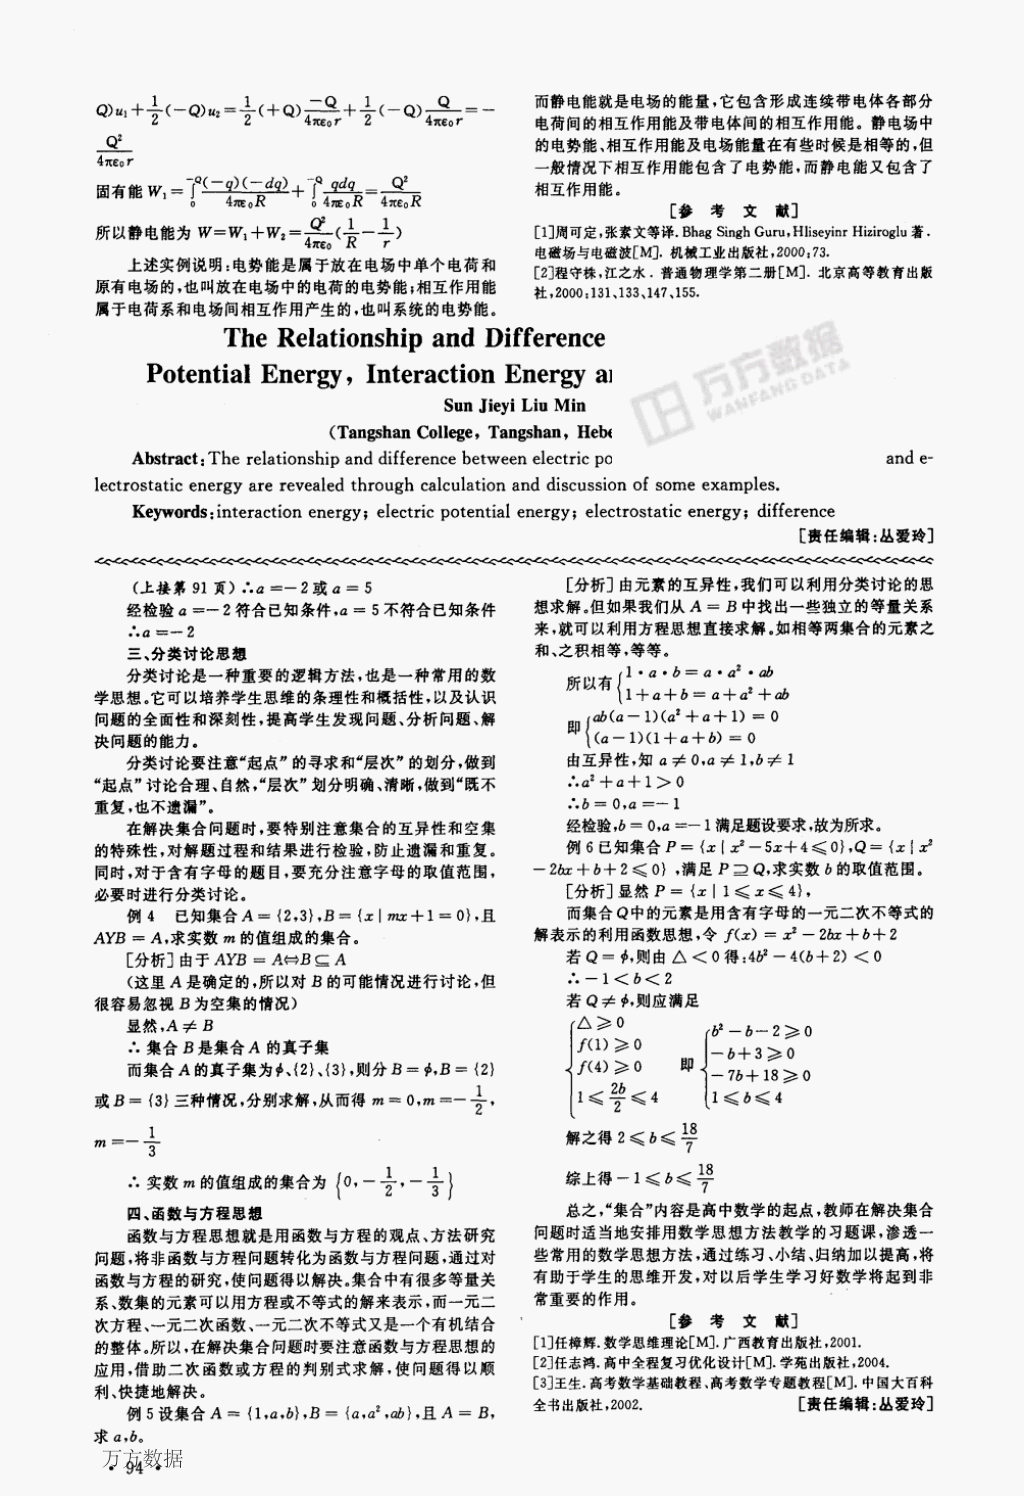 Q)u₁+1/2(-Q)u₂=1/2(+Q)(-Q)/(4πε₀r)+1/2(-Q)Q/(4πε₀r)=-
Q²/(4πε₀r)
固有能 W₁=∫₀^(-Q)(-q)(-dq)/(4πε₀R)+∫₀^(-Q)qdq/(4πε₀R)=Q²/(4πε₀R)
所以静电能为 W=W₁+W₂=Q²/(4πε₀)(1/R-1/r)
上述实例说明:电势能是属于放在电场中单个电荷和
原有电场的,也叫放在电场中的电荷的电势能;相互作用能
属于电荷系和电场间相互作用产生的,也叫系统的电势能。
而静电能就是电场的能量,它包含形成连续带电体各部分
电荷间的相互作用能及带电体间的相互作用能。静电场中
的电势能、相互作用能及电场能量在有些时候是相等的,但
一般情况下相互作用能包含了电势能,而静电能又包含了
相互作用能。
[参 考 文 献]
[1]周可定,张素文等译.Bhag Singh Guru,Hliseyinr Hiziroglu 著.
电磁场与电磁波[M]. 机械工业出版社,2000:73.
[2]程守株,江之水. 普通物理学第二册[M]. 北京高等教育出版
社,2000:131、133、147、155.
The Relationship and Difference
Potential Energy, Interaction Energy
Sun Jieyi Liu Min
(Tangshan College, Tangshan,
万方数据
WANFANG DATA
Abstract:The relationship and difference between electric and e-
lectrostatic energy are revealed through calculation and discussion of some examples.
Keywords:interaction energy; electric potential energy; electrostatic energy; difference
[责任编辑:丛爱玲]
(上接第 91 页)∴a=-2 或 a=5
经检验 a=-2 符合已知条件,a=5 不符合已知条件
∴a=-2
三、分类讨论思想
分类讨论是一种重要的逻辑方法,也是一种常用的数
学思想。它可以培养学生思维的条理性和概括性,以及认识
问题的全面性和深刻性,提高学生发现问题、分析问题、解
决问题的能力。
分类讨论要注意“起点”的寻求和“层次”的划分,做到
“起点”讨论合理、自然,“层次”划分明确、清晰,做到“既不
重复,也不遗漏”。
在解决集合问题时,要特别注意集合的互异性和空集
的特殊性,对解题过程和结果进行检验,防止遗漏和重复。
同时,对于含有字母的题目,要充分注意字母的取值范围,
必要时进行分类讨论。
例 4 已知集合 A={2,3},B={x|mx+1=0},且
AYB=A,求实数 m 的值组成的集合。
[分析]由于 AYB=A⇔B⊆A
(这里 A 是确定的,所以对 B 的可能情况进行讨论,但
很容易忽视 B 为空集的情况)
显然,A≠B
∴集合 B 是集合 A 的真子集
而集合 A 的真子集为 ϕ、{2}、{3},则分 B=ϕ,B={2}
或 B={3}三种情况,分别求解,从而得 m=0,m=-1/2,
m=-1/3
∴实数 m 的值组成的集合为 {0,-1/2,-1/3}
四、函数与方程思想
函数与方程思想就是用函数与方程的观点、方法研究
问题,将非函数与方程问题转化为函数与方程问题,通过对
函数与方程的研究,使问题得以解决。集合中有很多等量关
系、数集的元素可以用方程或不等式的解来表示,而一元二
次方程、一元二次函数、一元二次不等式又是一个有机结合
的整体。所以,在解决集合问题时要注意函数与方程思想的
应用,借助二次函数或方程的判别式求解,使问题得以顺
利、快捷地解决。
例 5 设集合 A={1,a,b},B={a,a²,ab},且 A=B,
求 a,b。
[分析]由元素的互异性,我们可以利用分类讨论的思
想求解。但如果我们从 A=B 中找出一些独立的等量关系
来,就可以利用方程思想直接求解。如相等两集合的元素之
和、之积相等,等等。
所以有{1·a·b=a·a²·ab
1+a+b=a+a²+ab
即{ab(a-1)(a²+a+1)=0
(a-1)(1+a+b)=0
由互异性,知 a≠0,a≠1,b≠1
∴a²+a+1>0
∴b=0,a=-1
经检验,b=0,a=-1 满足题设要求,故为所求。
例 6 已知集合 P={x|x²-5x+4≤0},Q={x|x²
-2bx+b+2≤0},满足 P⊇Q,求实数 b 的取值范围。
[分析]显然 P={x|1≤x≤4},
而集合 Q中的元素是用含有字母的一元二次不等式的
解表示的利用函数思想,令 f(x)=x²-2bx+b+2
若 Q=ϕ,则由 △<0 得:4b²-4(b+2)<0
∴-1<b<2
若 Q≠ϕ,则应满足
{△≥0
f(1)≥0
f(4)≥0
1≤2b/2≤4
即
{b²-b-2≥0
-b+3≥0
-7b+18≥0
1≤b≤4
解之得 2≤b≤18/7
综上得-1≤b≤18/7
总之,“集合”内容是高中数学的起点,教师在解决集合
问题时适当地安排用数学思想方法教学的习题课,渗透一
些常用的数学思想方法,通过练习、小结、归纳加以提高,将
有助于学生的思维开发,对以后学生学习好数学将起到非
常重要的作用。
[参 考 文 献]
[1]任樟辉.数学思维理论[M].广西教育出版社,2001.
[2]任志鸿.高中全程复习优化设计[M].学苑出版社,2004.
[3]王生.高考数学基础教程、高考数学专题教程[M].中国大百科
全书出版社,2002. [责任编辑:丛爱玲]
万方数据
· 94 ·